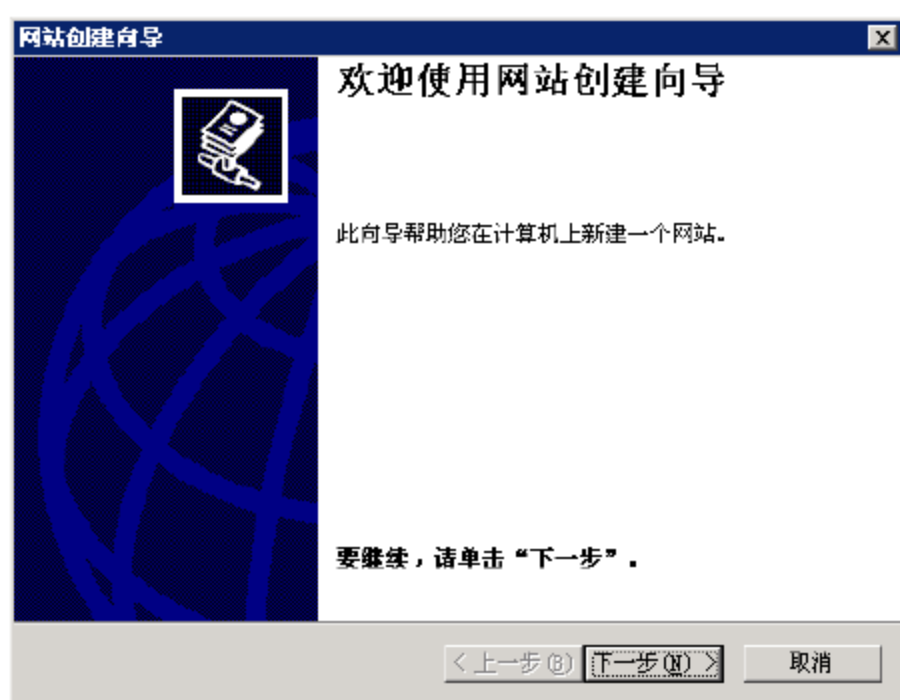 网站创建向导
欢迎使用网站创建向导
此向导帮助您在计算机上新建一个网站。
要继续，请单击“下一步”。
< 上一步(B)
下一步(N) >
取消